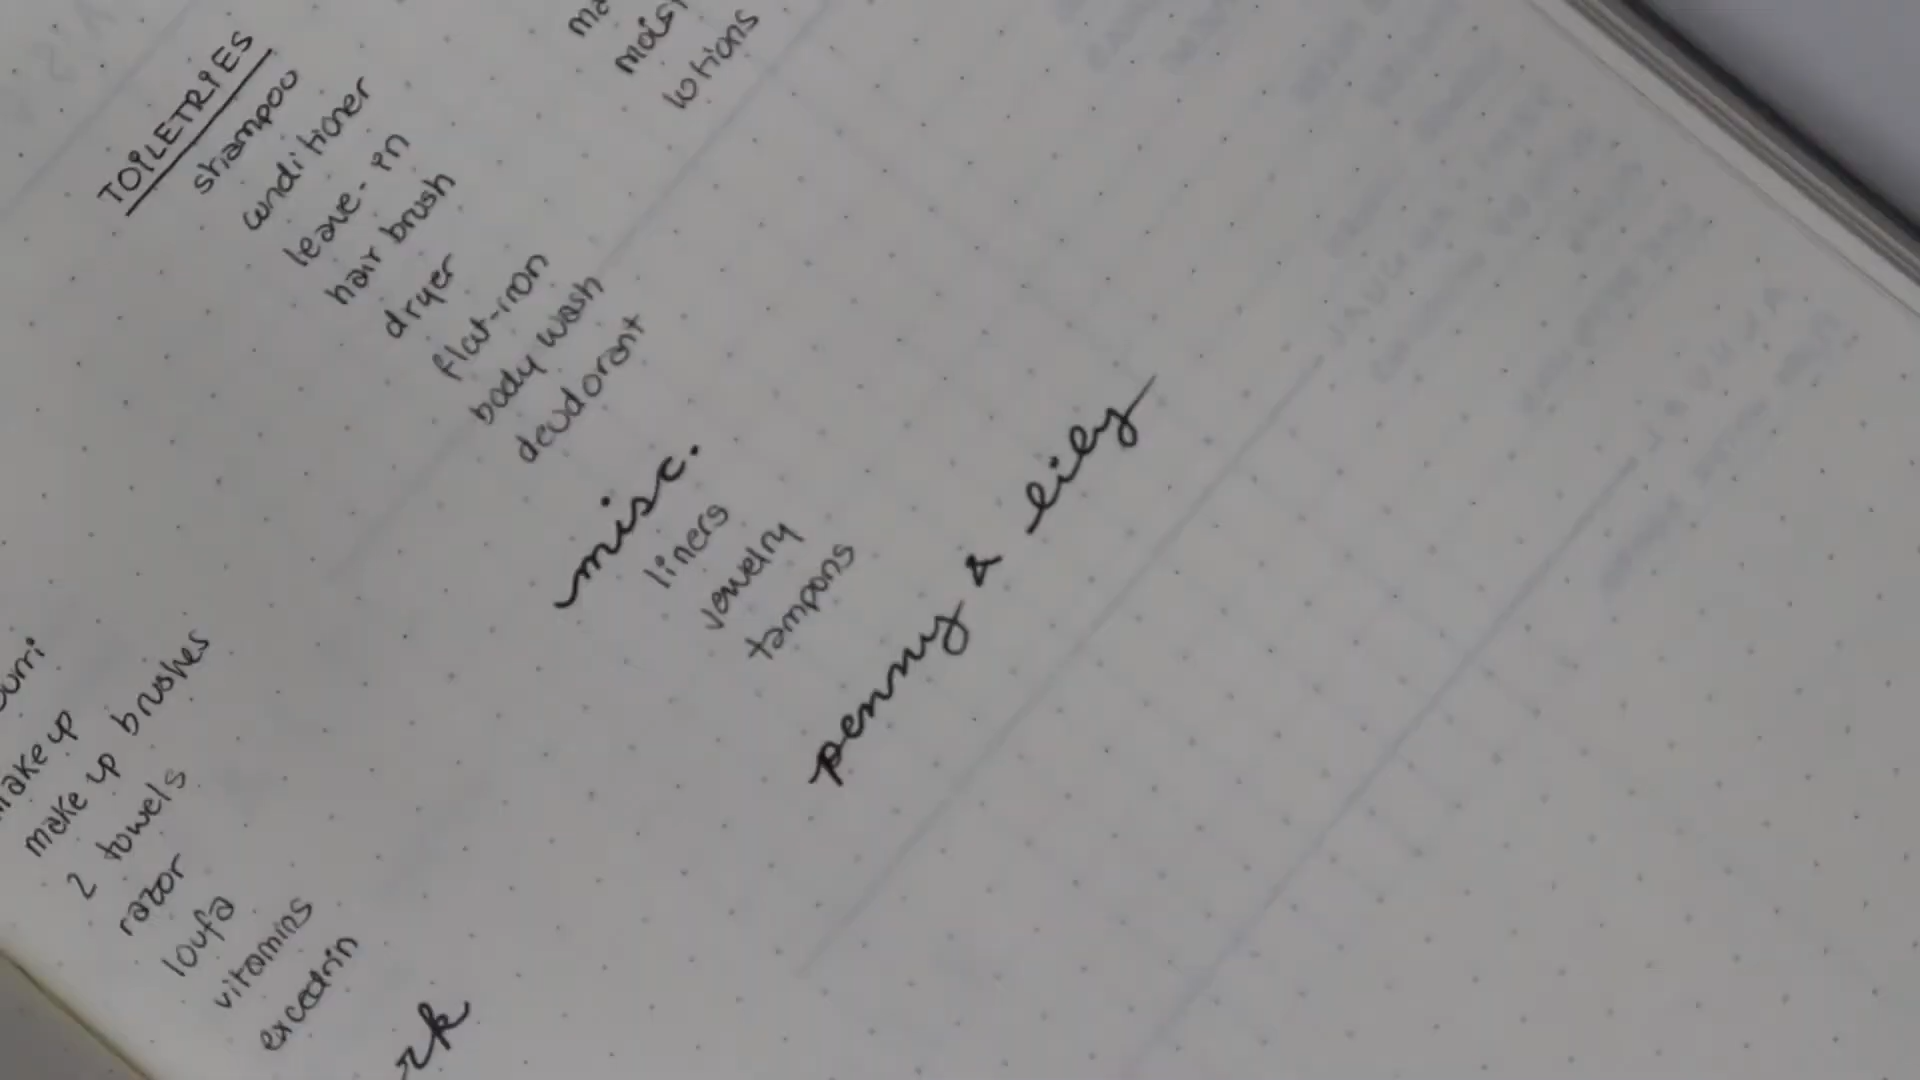 TOILETRIES
shampoo
conditioner
leave-in
hair brush
dryer
flat-iron
body wash
deodorant
make up
make up brushes
2 towels
razor
loufa
vitamins
excedrin
lotions
misc.
liners
jewelry
tampons
penny & lily